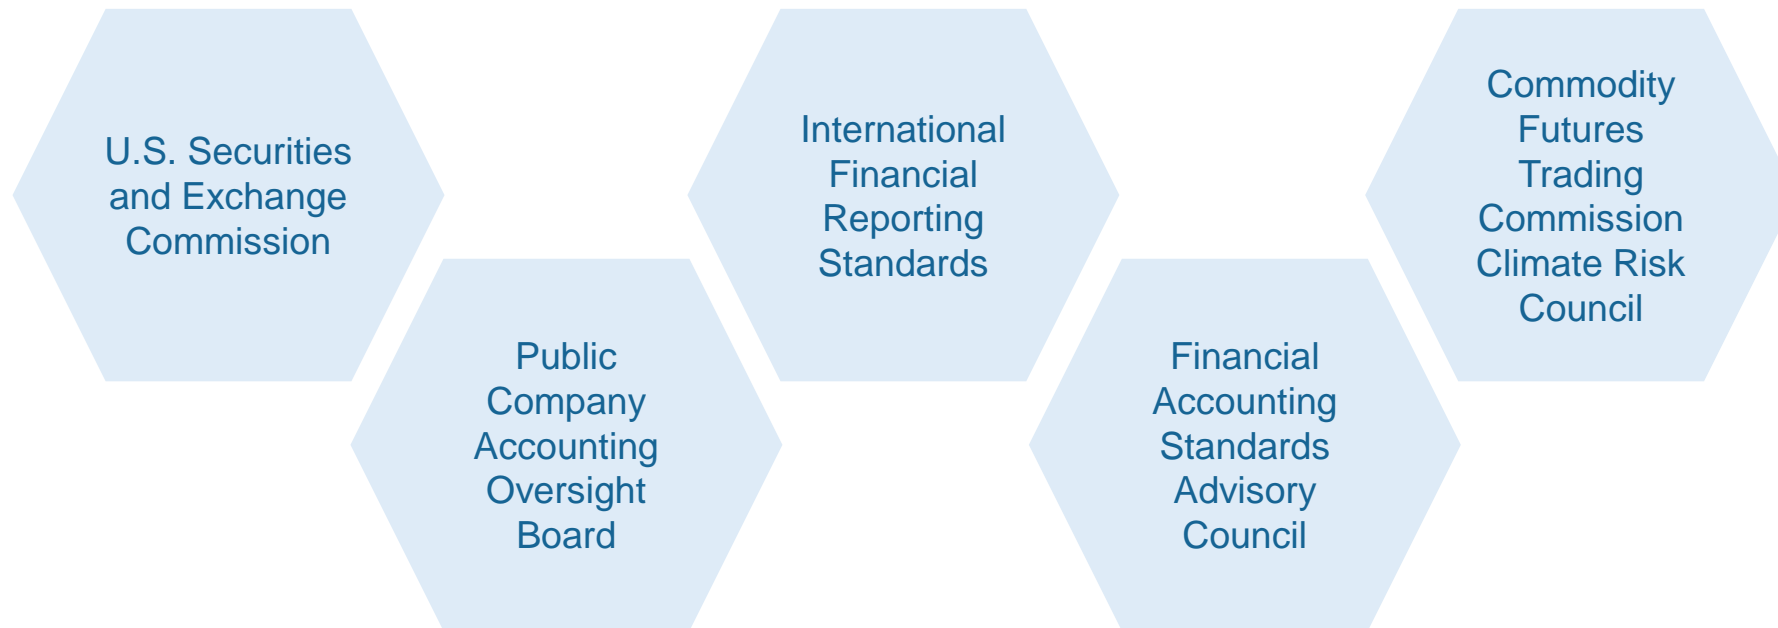 U.S. Securities
and Exchange
Commission
Public
Company
Accounting
Oversight
Board
International
Financial
Reporting
Standards
Financial
Accounting
Standards
Advisory
Council
Commodity
Futures
Trading
Commission
Climate Risk
Council